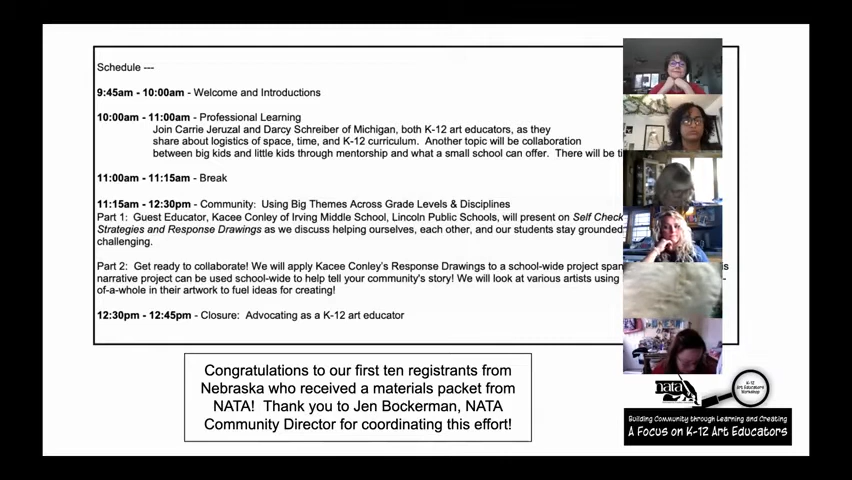 Schedule ---
9:45am - 10:00am - Welcome and Introductions
10:00am - 11:00am - Professional Learning
Join Carrie Jeruzal and Darcy Schreiber of Michigan, both K-12 art educators, as they
share about logistics of space, time, and K-12 curriculum. Another topic will be collaboration
between big kids and little kids through mentorship and what a small school can offer. There will be
11:00am - 11:15am - Break
11:15am - 12:30pm - Community: Using Big Themes Across Grade Levels & Disciplines
Part 1: Guest Educator, Kacee Conley of Irving Middle School, Lincoln Public Schools, will present on Self Check
Strategies and Response Drawings as we discuss helping ourselves, each other, and our students stay grounded
challenging.
Part 2: Get ready to collaborate! We will apply Kacee Conley's Response Drawings to a school-wide project
narrative project can be used school-wide to help tell your community's story! We will look at various artists using
of-a-whole in their artwork to fuel ideas for creating!
12:30pm - 12:45pm - Closure: Advocating as a K-12 art educator
Congratulations to our first ten registrants from
Nebraska who received a materials packet from
NATA! Thank you to Jen Bockerman, NATA
Community Director for coordinating this effort!
nata
K-12
Art Educators
Workshop
Building Community through Learning and Creating
A Focus on K-12 Art Educators